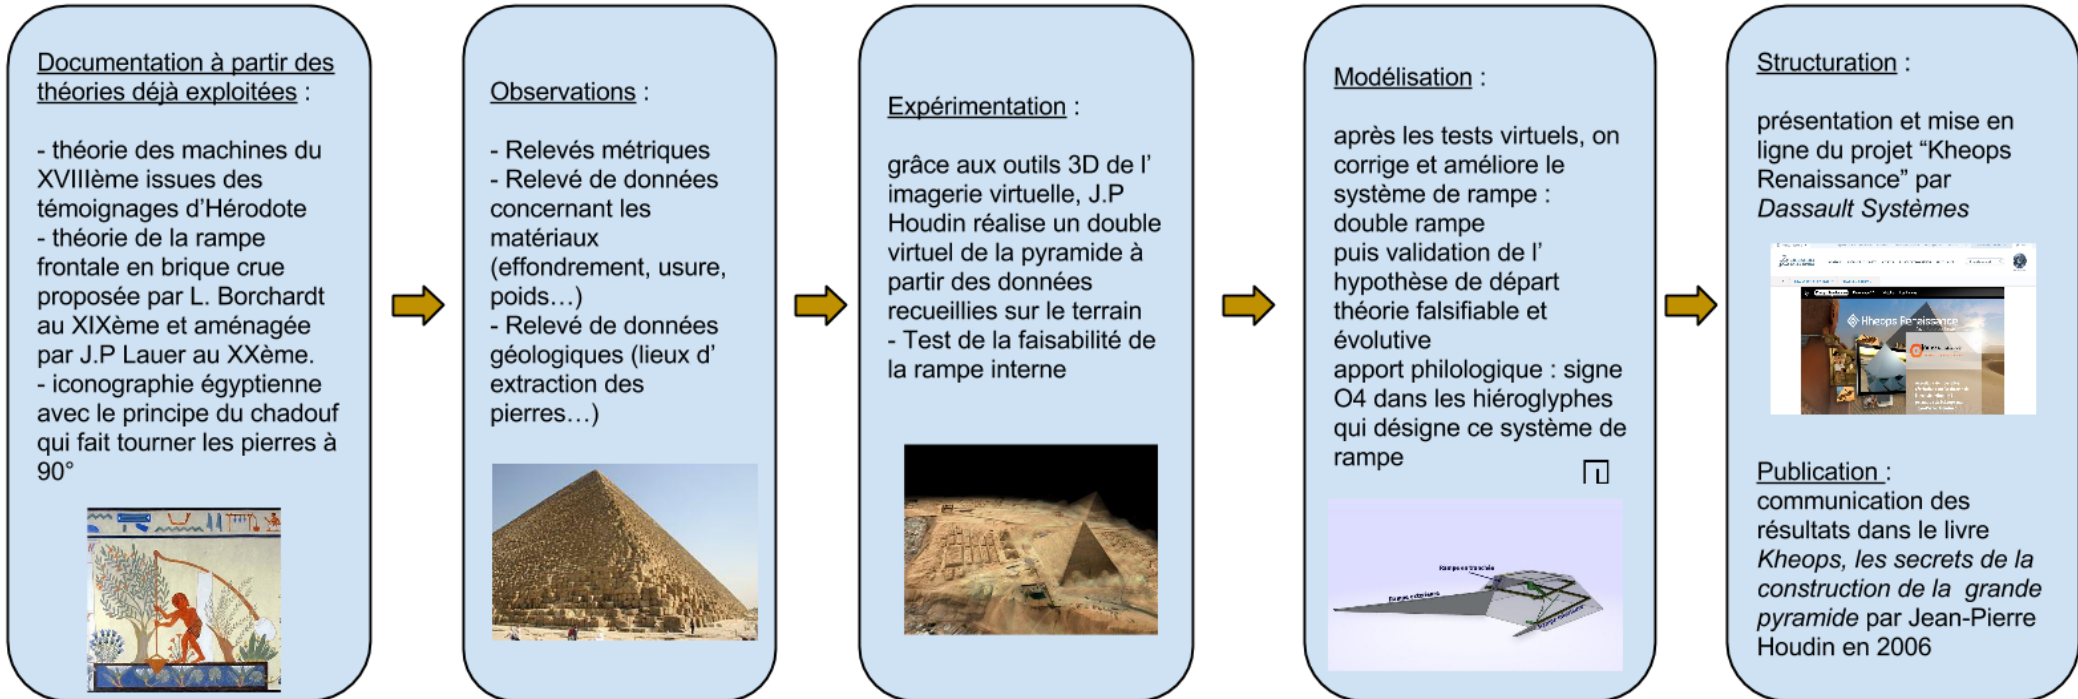 Documentation à partir des
théories déjà exploitées :
- théorie des machines du
XVIIIème issues des
témoignages d'Hérodote
- théorie de la rampe
frontale en brique crue
proposée par L. Borchardt
au XIXème et aménagée
par J.P Lauer au XXème.
- iconographie égyptienne
avec le principe du chadouf
qui fait tourner les pierres à
90°
Observations :
- Relevés métriques
- Relevé de données
concernant les
matériaux
(effondrement, usure,
poids…)
- Relevé de données
géologiques (lieux d'
extraction des
pierres…)
Expérimentation :
grâce aux outils 3D de l'
imagerie virtuelle, J.P
Houdin réalise un double
virtuel de la pyramide à
partir des données
recueillies sur le terrain
- Test de la faisabilité de
la rampe interne
Modélisation :
après les tests virtuels, on
corrige et améliore le
système de rampe :
double rampe
puis validation de l'
hypothèse de départ
théorie falsifiable et
évolutive
apport philologique : signe
O4 dans les hiéroglyphes
qui désigne ce système de
rampe
Rampe en tranchée
Rampe extérieure
Structuration :
présentation et mise en
ligne du projet “Kheops
Renaissance” par
Dassault Systèmes
Kheops Renaissance
Publication :
communication des
résultats dans le livre
Kheops, les secrets de la
construction de la grande
pyramide par Jean-Pierre
Houdin en 2006